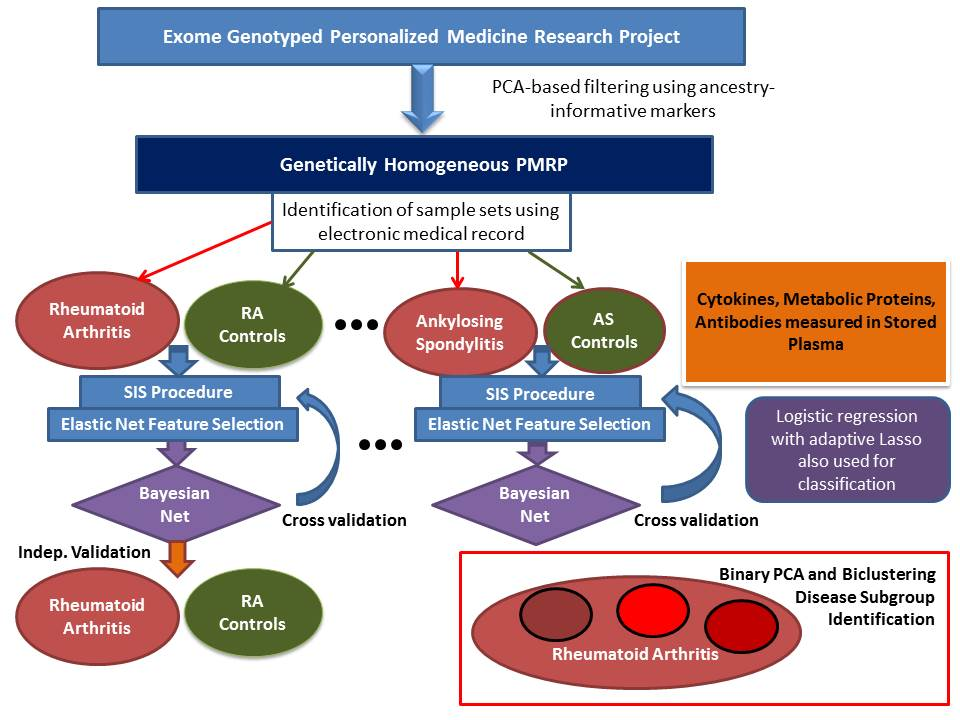 Exome Genotyped Personalized Medicine Research Project
PCA-based filtering using ancestry-
informative markers
Genetically Homogeneous PMRP
Identification of sample sets using
electronic medical record
Rheumatoid
Arthritis
RA
Controls
Ankylosing
Spondylitis
AS
Controls
Cytokines, Metabolic Proteins,
Antibodies measured in Stored
Plasma
SIS Procedure
Elastic Net Feature Selection
SIS Procedure
Elastic Net Feature Selection
Logistic regression
with adaptive Lasso
also used for
classification
Bayesian
Net
Cross validation
Bayesian
Net
Cross validation
Indep. Validation
Rheumatoid
Arthritis
RA
Controls
Binary PCA and Biclustering
Disease Subgroup
Identification
Rheumatoid Arthritis